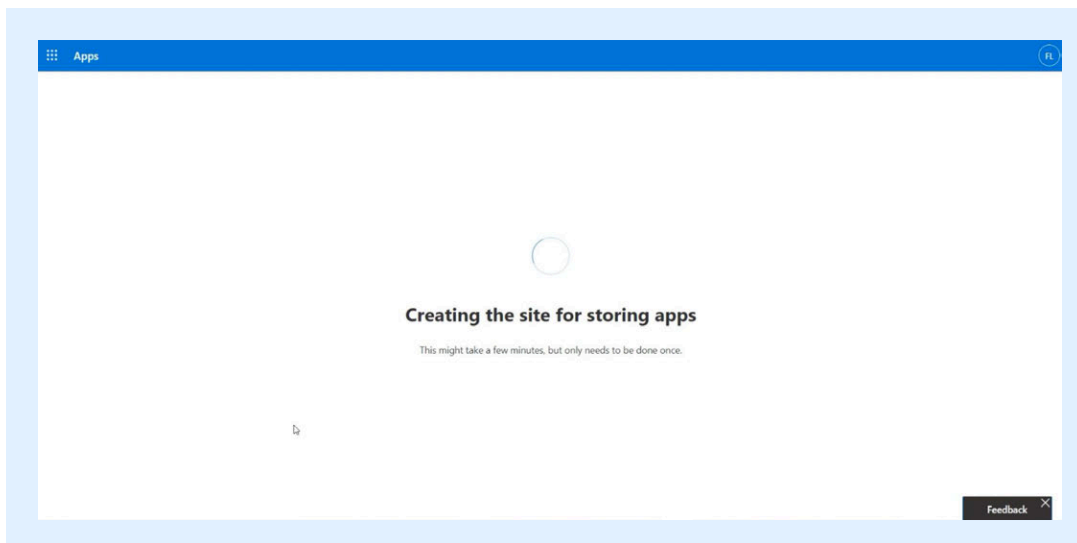 Apps
FL
Creating the site for storing apps
This might take a few minutes, but only needs to be done once.
Feedback